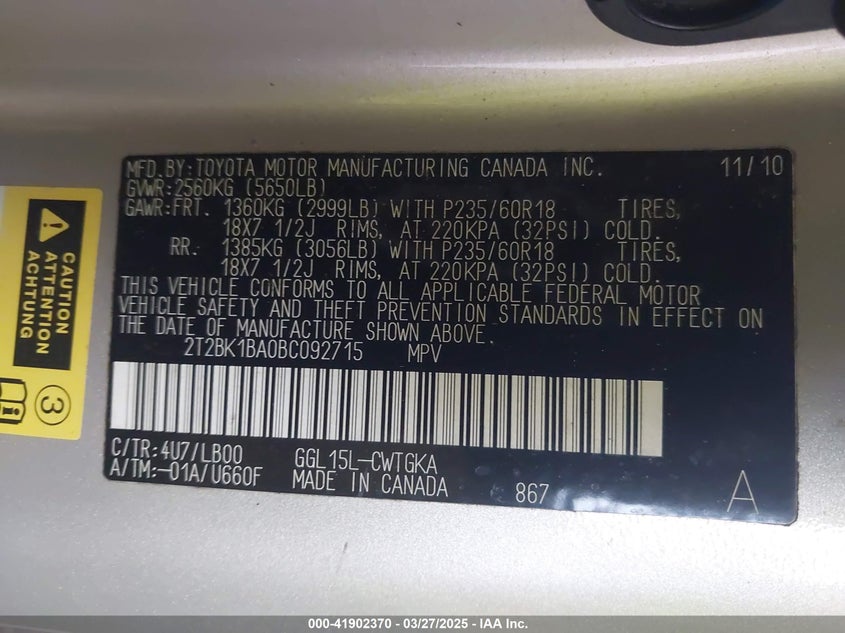 MFD. BY: TOYOTA MOTOR MANUFACTURING CANADA INC. 11/10
GVWR: 2560KG (5650LB)
GAWR: FRT. 1360KG (2999LB) WITH P235/60R18 TIRES,
18X7 1/2J RIMS, AT 220KPA (32PSI) COLD.
RR. 1385KG (3056LB) WITH P235/60R18 TIRES,
18X7 1/2J RIMS, AT 220KPA (32PSI) COLD.
THIS VEHICLE CONFORMS TO ALL APPLICABLE FEDERAL MOTOR
VEHICLE SAFETY AND THEFT PREVENTION STANDARDS IN EFFECT ON
THE DATE OF MANUFACTURE SHOWN ABOVE.
2T2BK1BA0BC092715 MPV
C/TR: 4U7/LB00 GGL15L-CWTGKA
A/TM: -01A/U660F MADE IN CANADA 867 A
CAUTION
ATTENTION
ACHTUNG
3
000-41902370 - 03/27/2025 - IAA Inc.